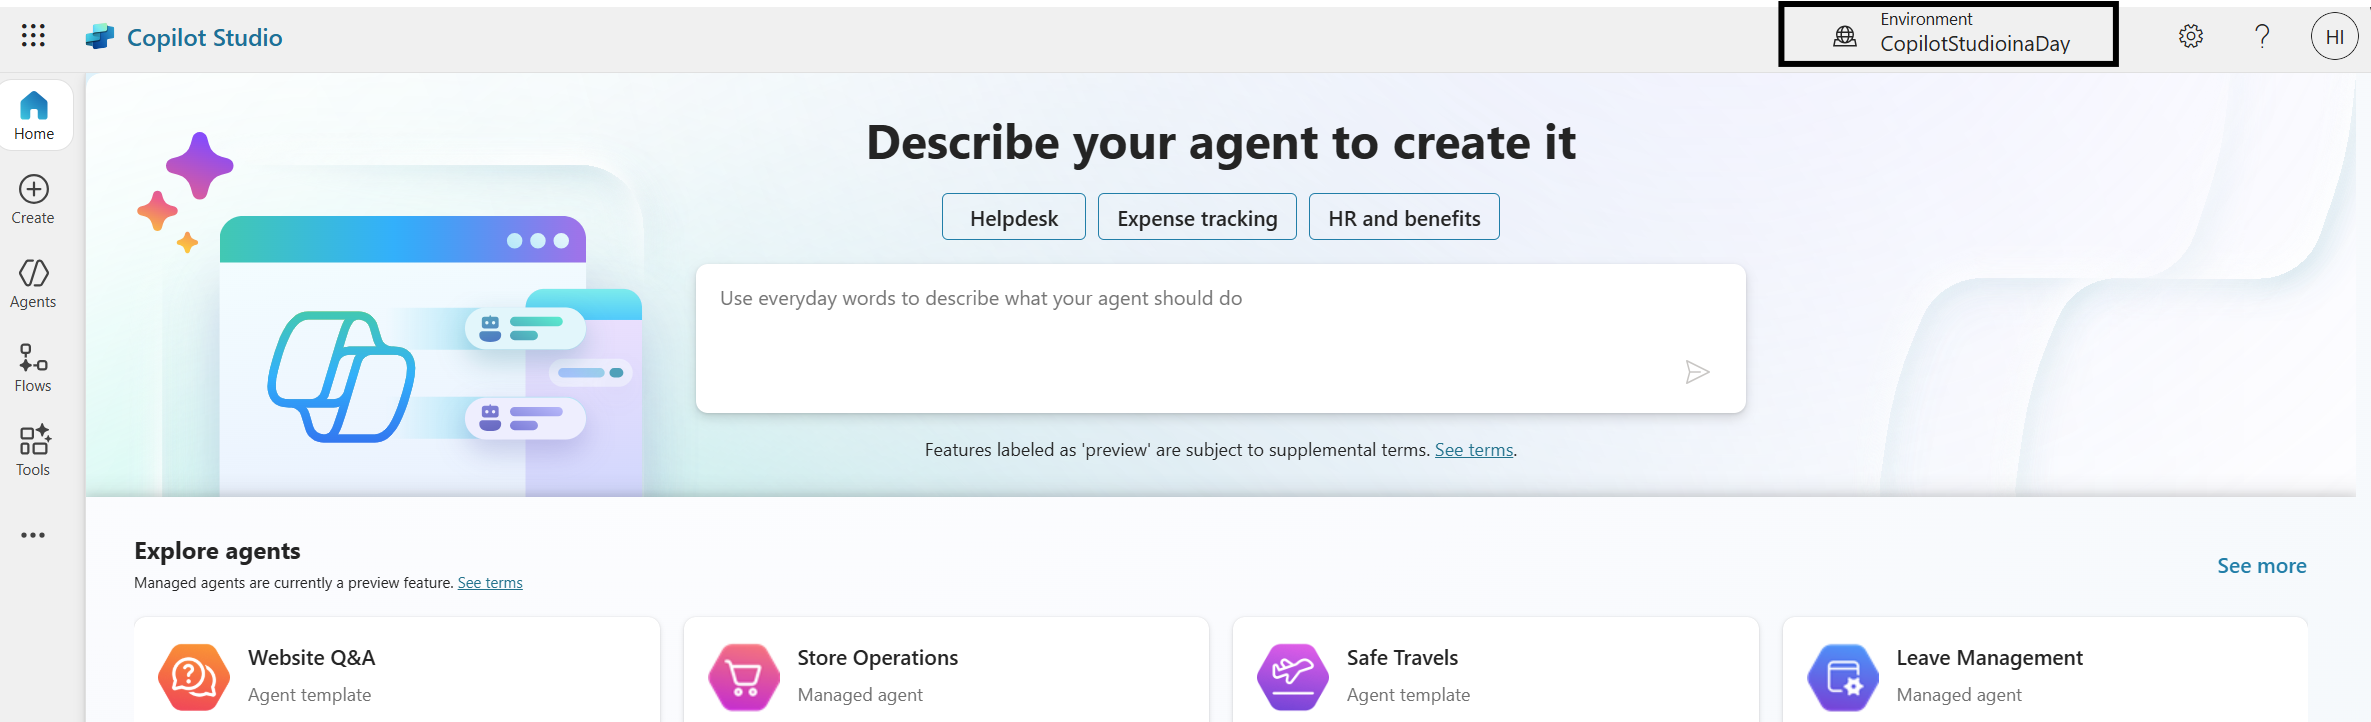 Copilot Studio
Environment
CopilotStudioinaDay
HI
Home
Create
Agents
Flows
Tools
Describe your agent to create it
Helpdesk
Expense tracking
HR and benefits
Use everyday words to describe what your agent should do
Features labeled as 'preview' are subject to supplemental terms. See terms.
Explore agents
Managed agents are currently a preview feature. See terms
See more
Website Q&A
Agent template
Store Operations
Managed agent
Safe Travels
Agent template
Leave Management
Managed agent